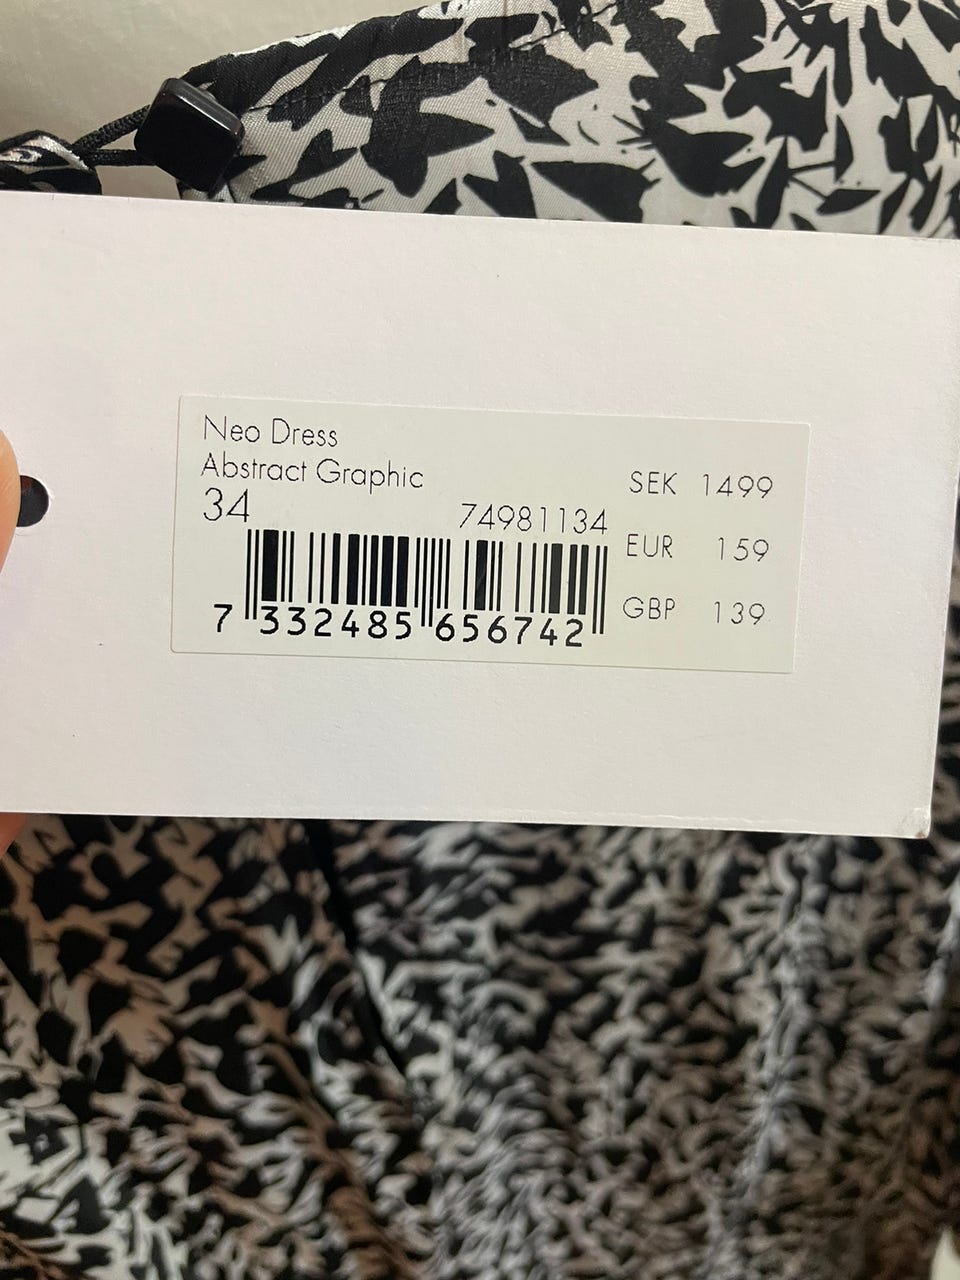 Neo Dress
Abstract Graphic
34
74981134
7 332485 656742
SEK 1499
EUR 159
GBP 139